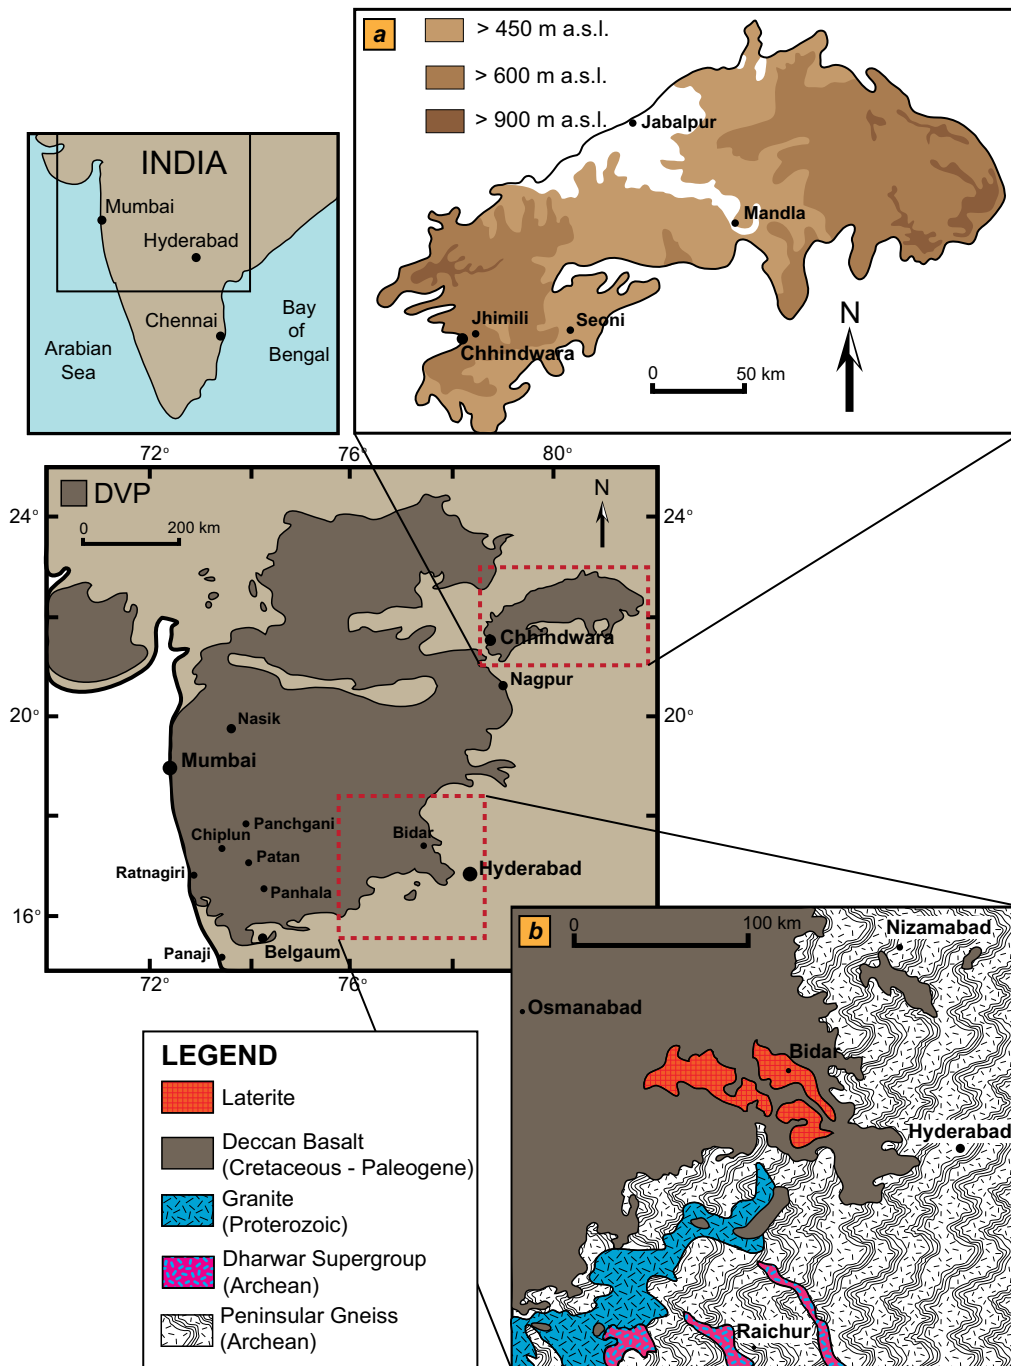 a
> 450 m a.s.l.
> 600 m a.s.l.
> 900 m a.s.l.
Jabalpur
Mandla
Jhimili
Seoni
Chhindwara
N
0 50 km
INDIA
Mumbai
Hyderabad
Chennai
Arabian
Sea
Bay
of
Bengal
72° 76° 80°
DVP
0 200 km
N
24° 24°
Chhindwara
Nagpur
20° 20°
Nasik
Mumbai
Panchgani
Chiplun
Bidar
Patan
Ratnagiri
Hyderabad
Panhala
16°
Belgaum
Panaji
72° 76°
b
0 100 km
Nizamabad
Osmanabad
Bidar
Hyderabad
Raichur
LEGEND
Laterite
Deccan Basalt
(Cretaceous - Paleogene)
Granite
(Proterozoic)
Dharwar Supergroup
(Archean)
Peninsular Gneiss
(Archean)